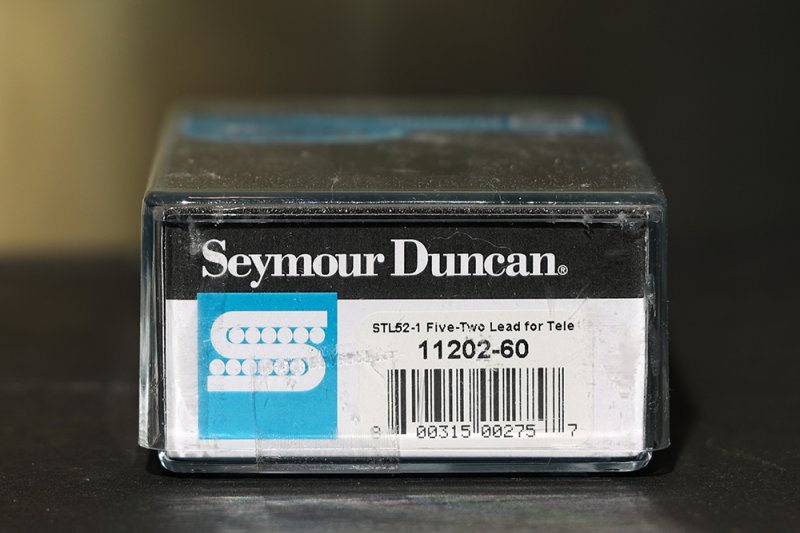 Seymour Duncan®
STL52-1 Five-Two Lead for Tele
11202-60
8 00315 00275 7